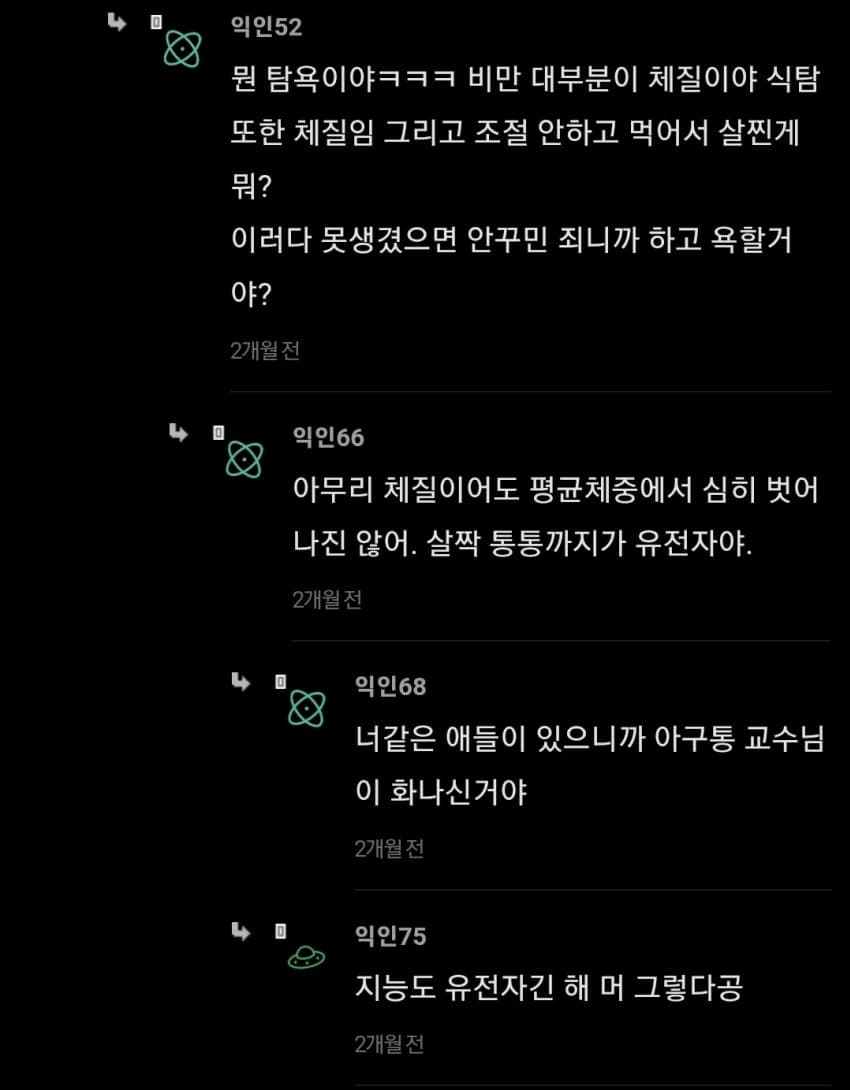 익인52
뭔 탐욕이야ㅋㅋㅋ 비만 대부분이 체질이야 식탐
또한 체질임 그리고 조절 안하고 먹어서 살찐게
뭐?
이러다 못생겼으면 안꾸민 죄니까 하고 욕할거
야?
2개월 전
익인66
아무리 체질이어도 평균체중에서 심히 벗어
나진 않어. 살짝 통통까지가 유전자야.
2개월 전
익인68
너같은 애들이 있으니까 아구통 교수님
이 화나신거야
2개월 전
익인75
지능도 유전자긴 해 머 그렇다공
2개월 전